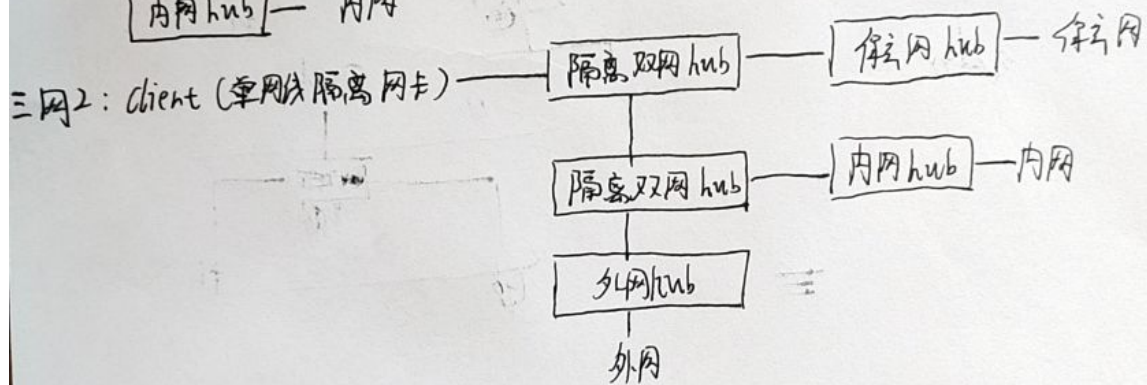 内网hub — 内网
隔离双网hub — 保密网hub — 保密网
三网2: Client (单网线隔离网卡)
隔离双网hub — 内网hub — 内网
外网hub
外网